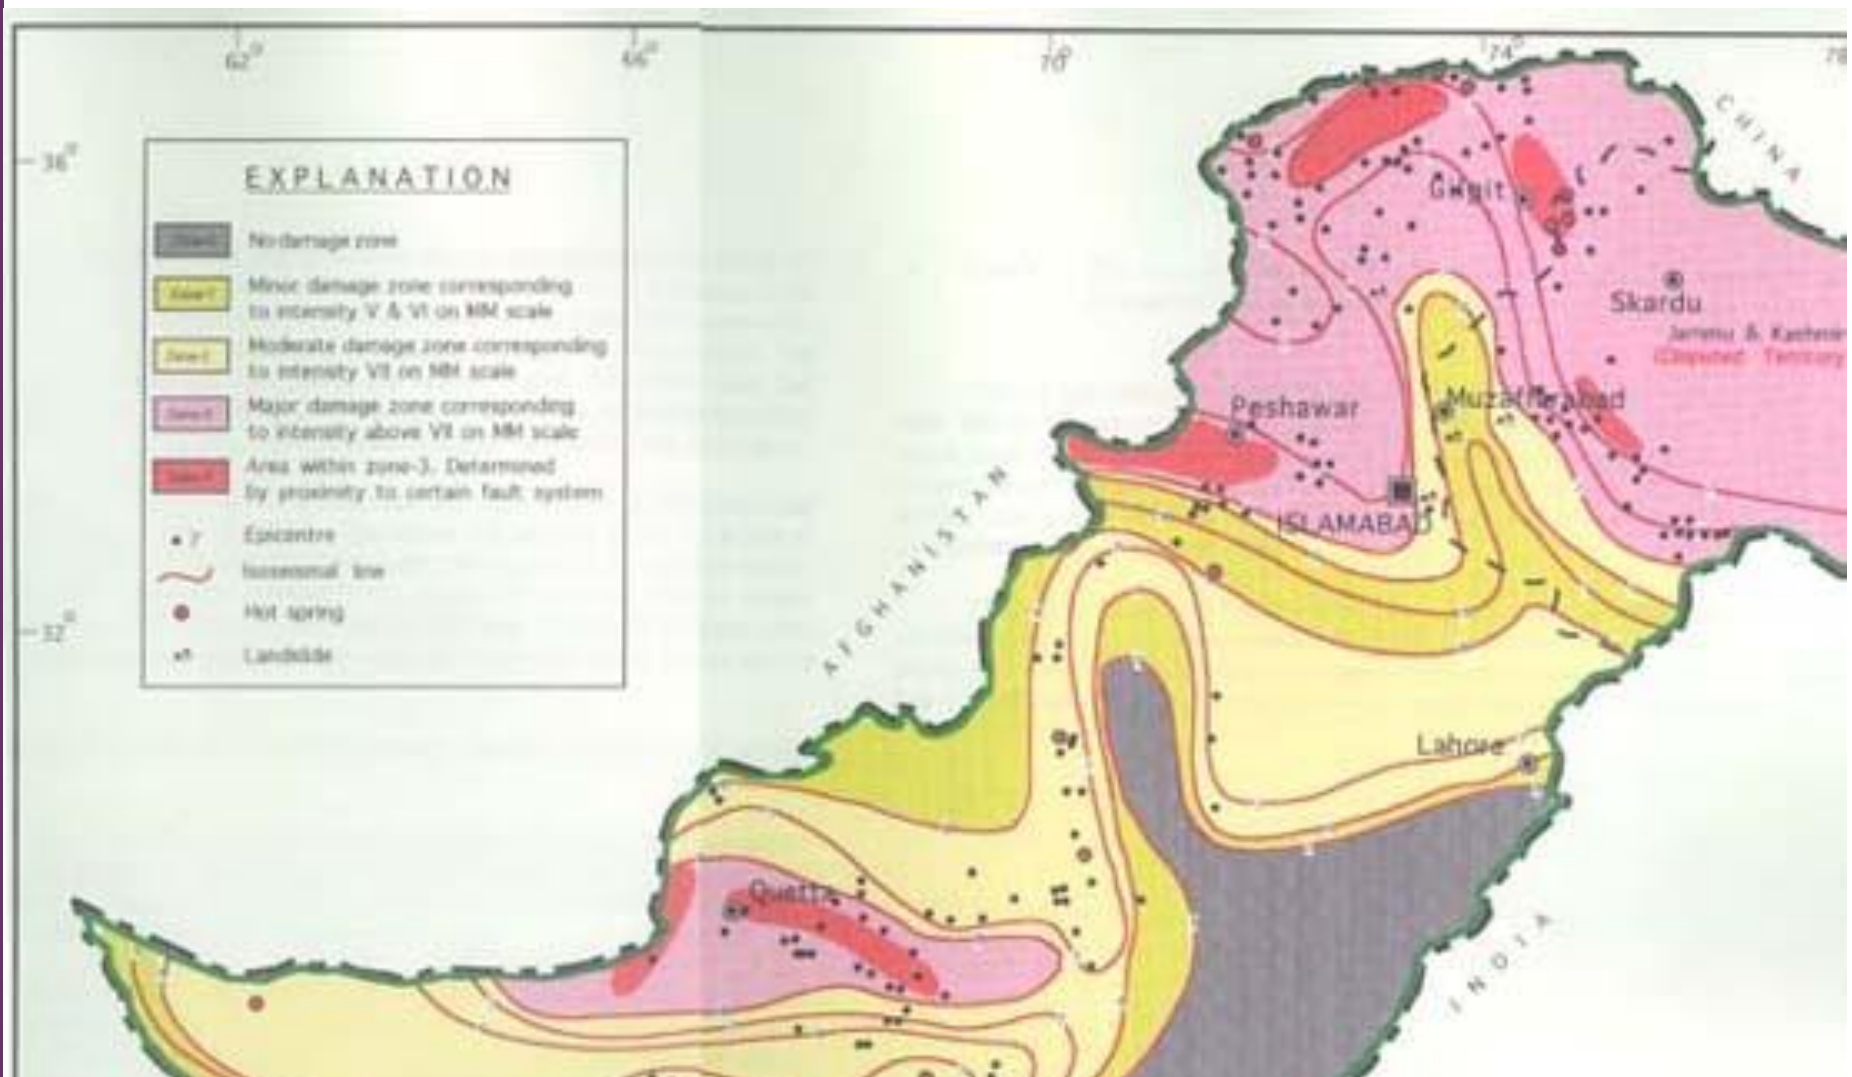 62°
66°
70°
74°
78
36°
32°
CHINA
EXPLANATION
No damage zone
Minor damage zone corresponding
to intensity V & VI on MM scale
Moderate damage zone corresponding
to intensity VII on MM scale
Major damage zone corresponding
to intensity above VII on MM scale
Area within zone-3. Determined
by proximity to certain fault system
Epicentre
Isoseismal line
Hot spring
Landslide
Gilgit
Skardu
Jammu & Kashmir
(Disputed Territory
Muzaffarabad
Peshawar
ISLAMABAD
AFGHANISTAN
Lahore
Quetta
INDIA